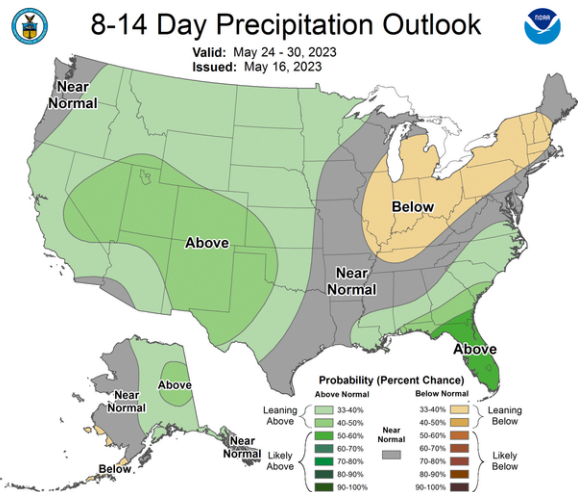 8-14 Day Precipitation Outlook
Valid: May 24 - 30, 2023
Issued: May 16, 2023
NOAA
Near
Normal
Below
Above
Near
Normal
Above
Near
Normal
Above
Near
Normal
Below
Probability (Percent Chance)
Above Normal
Below Normal
Leaning
Above
33-40%
40-50%
Likely
Above
50-60%
60-70%
70-80%
80-90%
90-100%
Near
Normal
33-40%
40-50%
Leaning
Below
50-60%
60-70%
70-80%
80-90%
90-100%
Likely
Below